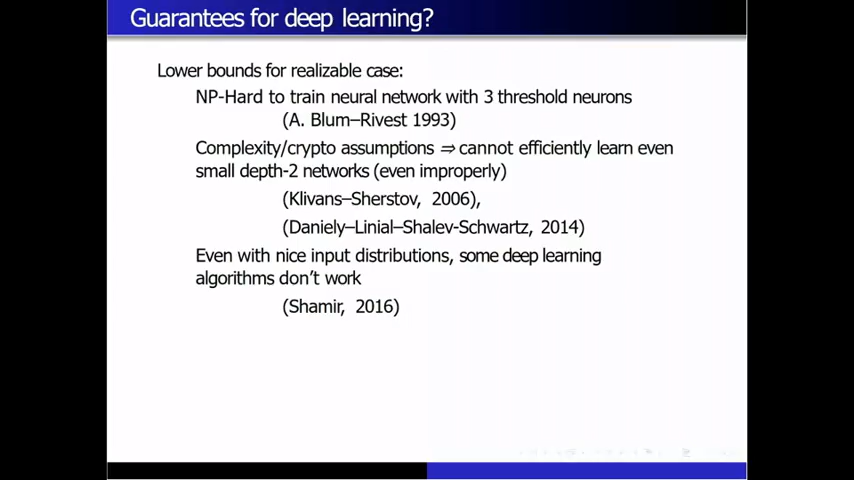 Guarantees for deep learning?
Lower bounds for realizable case:
NP-Hard to train neural network with 3 threshold neurons
(A. Blum–Rivest 1993)
Complexity/crypto assumptions ⇒ cannot efficiently learn even
small depth-2 networks (even improperly)
(Klivans–Sherstov, 2006),
(Daniely–Linial–Shalev-Schwartz, 2014)
Even with nice input distributions, some deep learning
algorithms don't work
(Shamir, 2016)